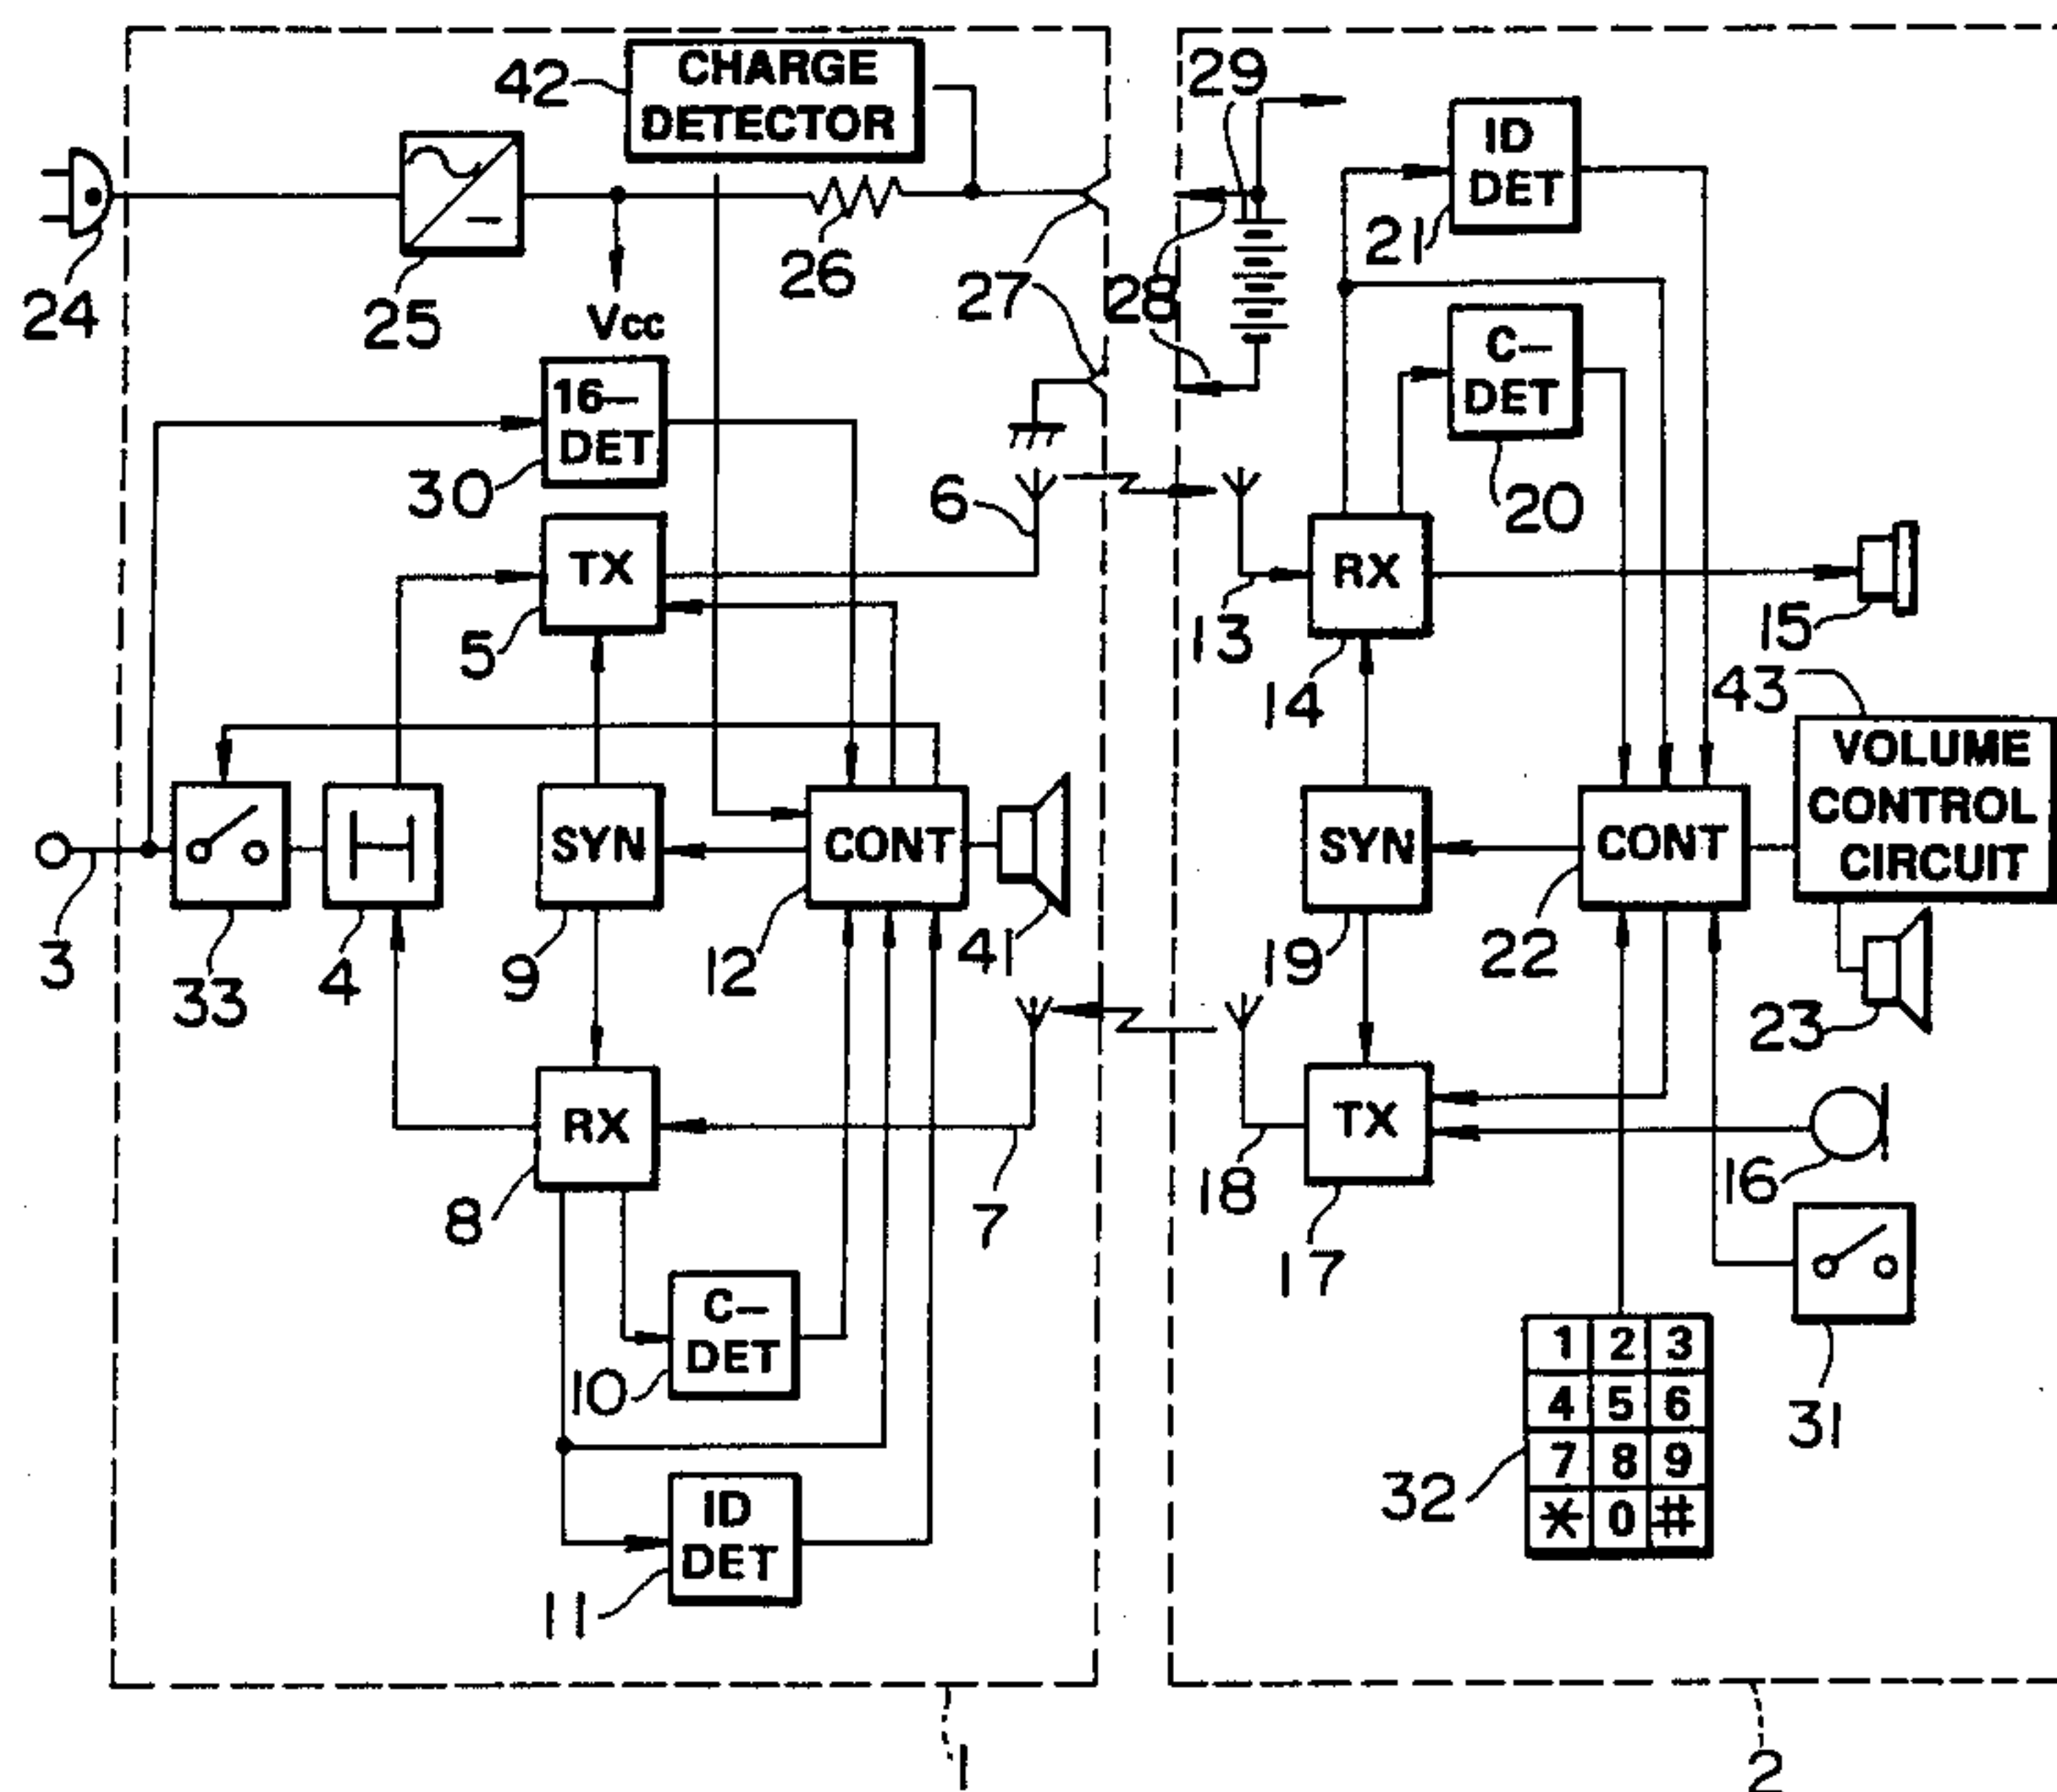 42
CHARGE
DETECTOR
29
ID
DET
21
24
25
Vcc
26
27
28
C-
DET
20
16-
DET
30
6
TX
5
13
RX
14
15
43
VOLUME
CONTROL
CIRCUIT
3
33
4
SYN
9
CONT
12
41
SYN
19
CONT
22
23
RX
8
7
18
TX
17
16
C-
DET
10
31
1 2 3
4 5 6
7 8 9
* 0 #
32
ID
DET
11
1
2